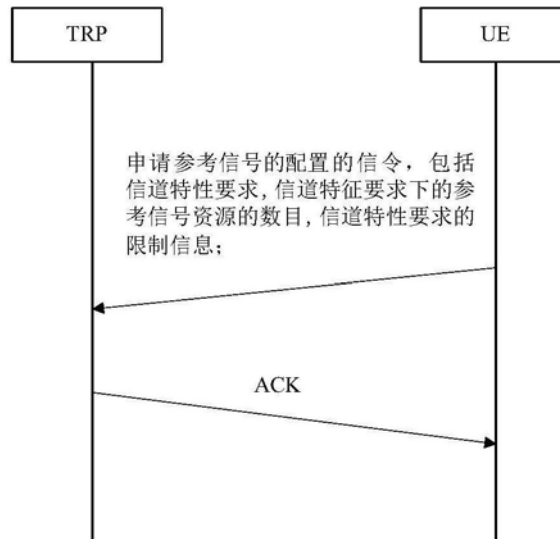 TRP
UE
申请参考信号的配置的信令，包括
信道特性要求,信道特征要求下的参
考信号资源的数目,信道特性要求的
限制信息；
ACK